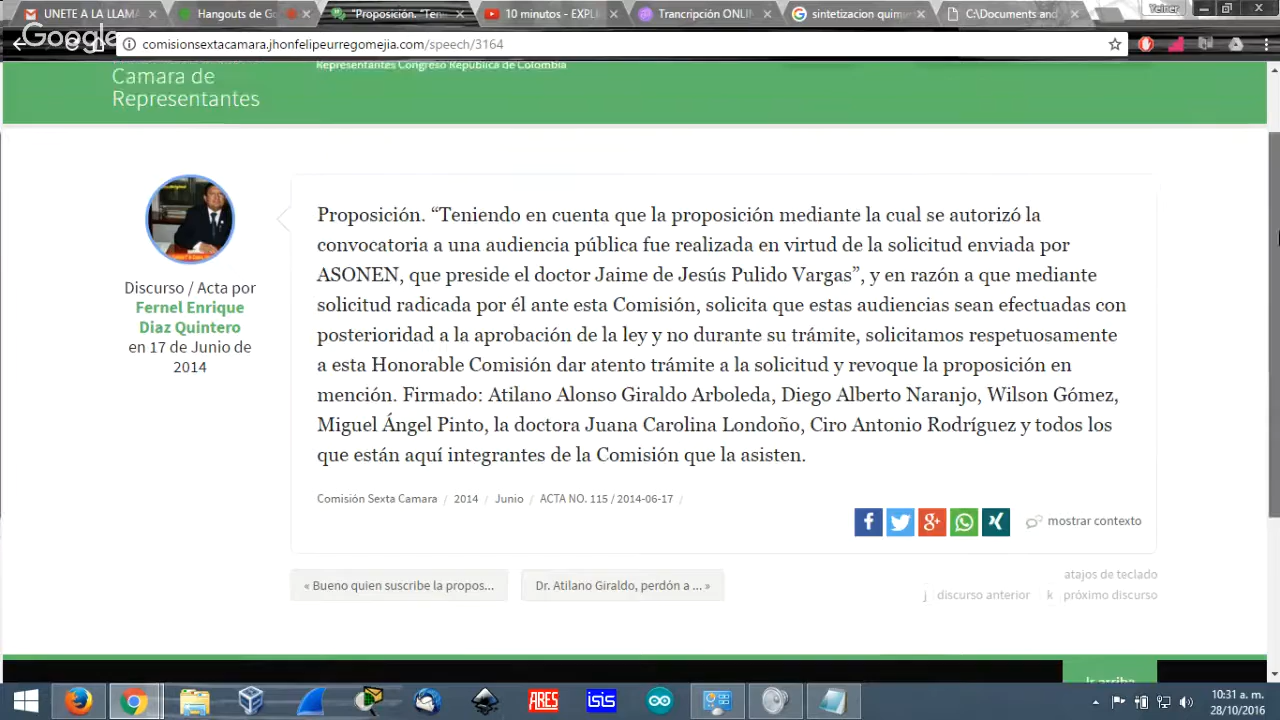 UNETE A LA LLAMA
Hangouts de Go
"Proposición. "Ten
10 minutos - EXPL
Trancripción ONLIN
sintetizacion quim
C:\Documents and
Yeiner
Google
comisionsextacamara.jhonfelipeurregomejia.com/speech/3164
Camara de
Representantes
Representantes Congreso República de Colombia
Discurso / Acta por
Fernel Enrique
Diaz Quintero
en 17 de Junio de
2014
Proposición. “Teniendo en cuenta que la proposición mediante la cual se autorizó la
convocatoria a una audiencia pública fue realizada en virtud de la solicitud enviada por
ASONEN, que preside el doctor Jaime de Jesús Pulido Vargas”, y en razón a que mediante
solicitud radicada por él ante esta Comisión, solicita que estas audiencias sean efectuadas con
posterioridad a la aprobación de la ley y no durante su trámite, solicitamos respetuosamente
a esta Honorable Comisión dar atento trámite a la solicitud y revoque la proposición en
mención. Firmado: Atilano Alonso Giraldo Arboleda, Diego Alberto Naranjo, Wilson Gómez,
Miguel Ángel Pinto, la doctora Juana Carolina Londoño, Ciro Antonio Rodríguez y todos los
que están aquí integrantes de la Comisión que la asisten.
Comisión Sexta Camara / 2014 / Junio / ACTA NO. 115 / 2014-06-17 /
mostrar contexto
« Bueno quien suscribe la propos...
Dr. Atilano Giraldo, perdón a ... »
atajos de teclado
j discurso anterior k próximo discurso
Ir arriba
ARES
isis
10:31 a. m.
28/10/2016